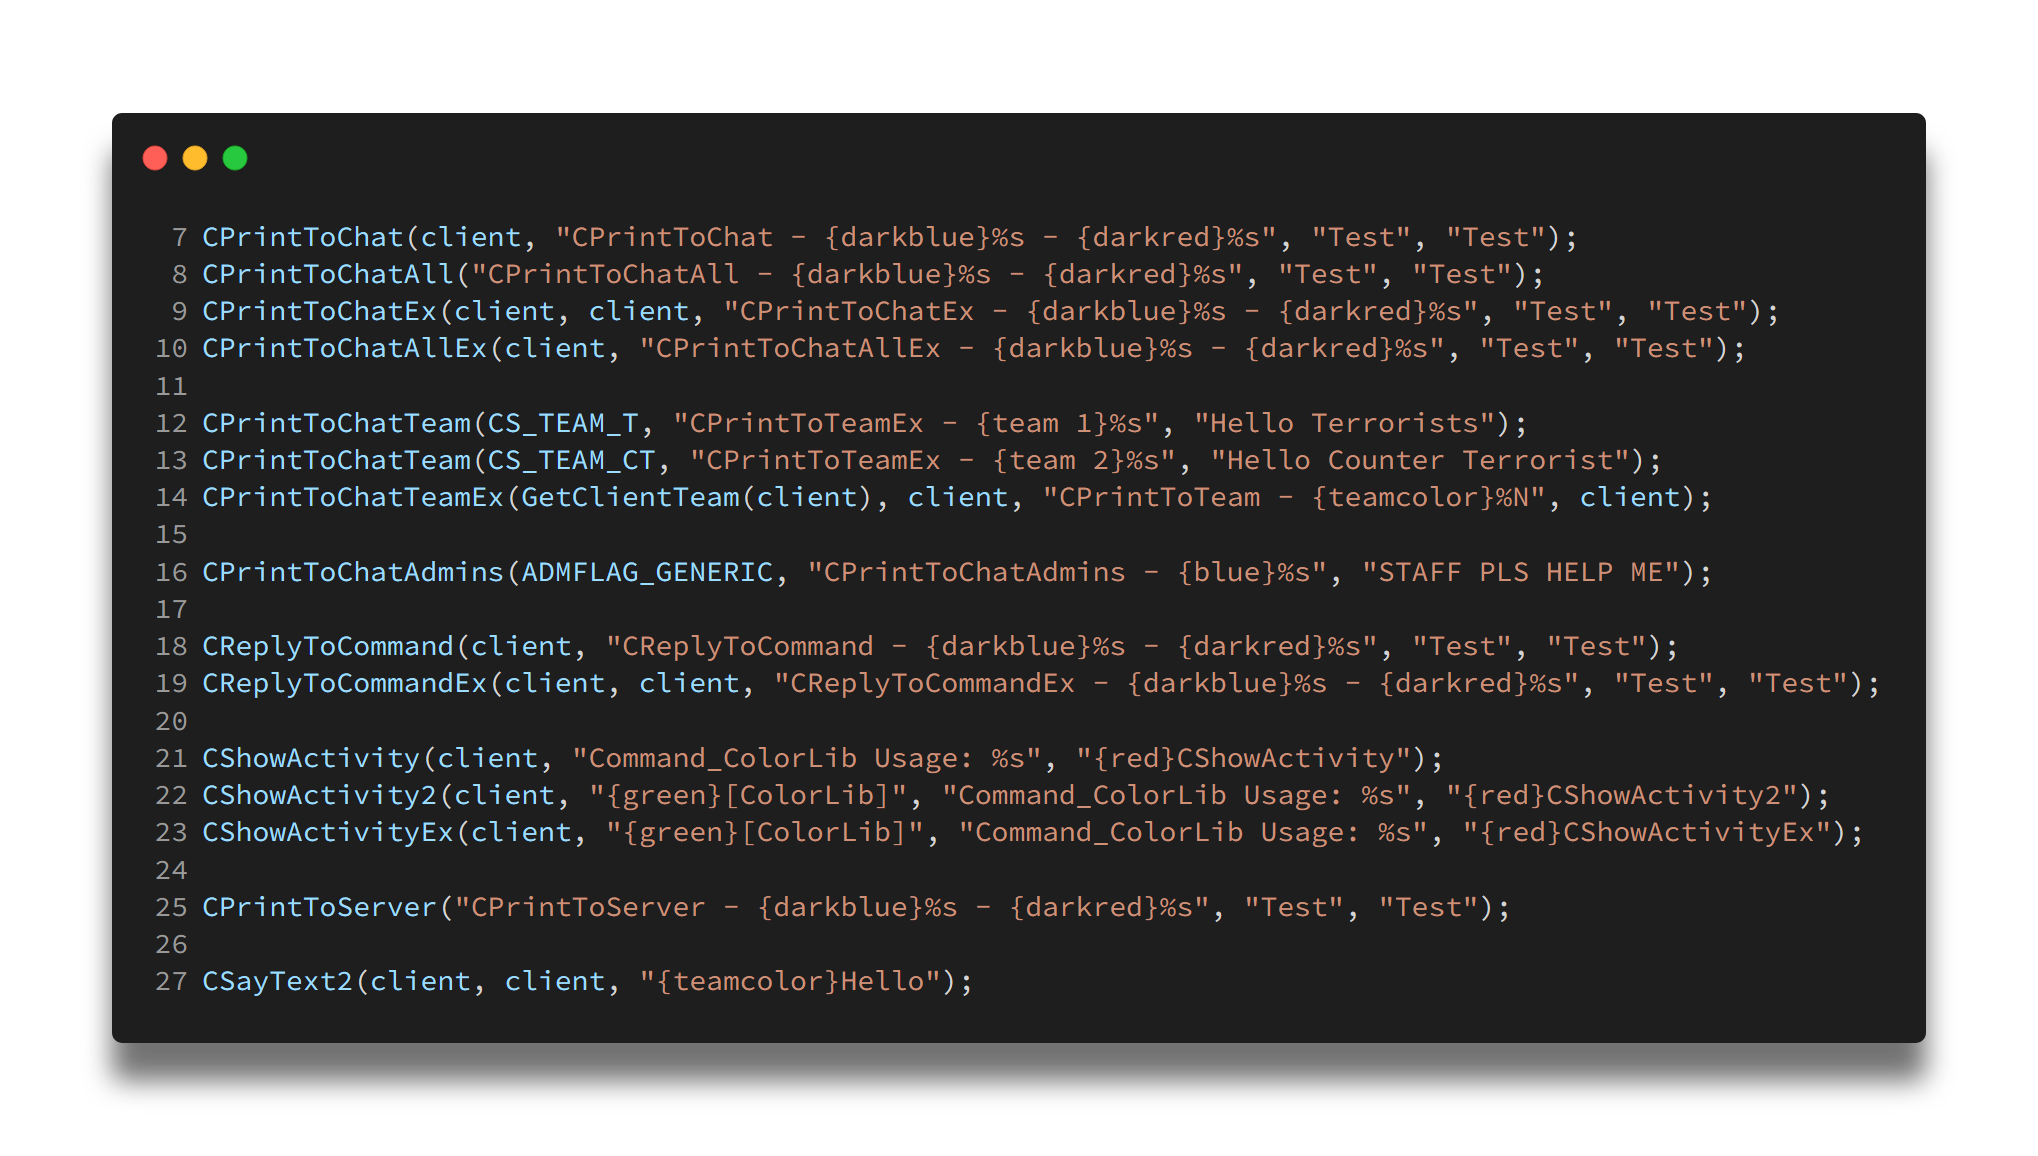 7 CPrintToChat(client, "CPrintToChat - {darkblue}%s - {darkred}%s", "Test", "Test");
8 CPrintToChatAll("CPrintToChatAll - {darkblue}%s - {darkred}%s", "Test", "Test");
9 CPrintToChatEx(client, client, "CPrintToChatEx - {darkblue}%s - {darkred}%s", "Test", "Test");
10 CPrintToChatAllEx(client, "CPrintToChatAllEx - {darkblue}%s - {darkred}%s", "Test", "Test");
11
12 CPrintToChatTeam(CS_TEAM_T, "CPrintToTeamEx - {team 1}%s", "Hello Terrorists");
13 CPrintToChatTeam(CS_TEAM_CT, "CPrintToTeamEx - {team 2}%s", "Hello Counter Terrorist");
14 CPrintToChatTeamEx(GetClientTeam(client), client, "CPrintToTeam - {teamcolor}%N", client);
15
16 CPrintToChatAdmins(ADMFLAG_GENERIC, "CPrintToChatAdmins - {blue}%s", "STAFF PLS HELP ME");
17
18 CReplyToCommand(client, "CReplyToCommand - {darkblue}%s - {darkred}%s", "Test", "Test");
19 CReplyToCommandEx(client, client, "CReplyToCommandEx - {darkblue}%s - {darkred}%s", "Test", "Test");
20
21 CShowActivity(client, "Command_ColorLib Usage: %s", "{red}CShowActivity");
22 CShowActivity2(client, "{green}[ColorLib]", "Command_ColorLib Usage: %s", "{red}CShowActivity2");
23 CShowActivityEx(client, "{green}[ColorLib]", "Command_ColorLib Usage: %s", "{red}CShowActivityEx");
24
25 CPrintToServer("CPrintToServer - {darkblue}%s - {darkred}%s", "Test", "Test");
26
27 CSayText2(client, client, "{teamcolor}Hello");